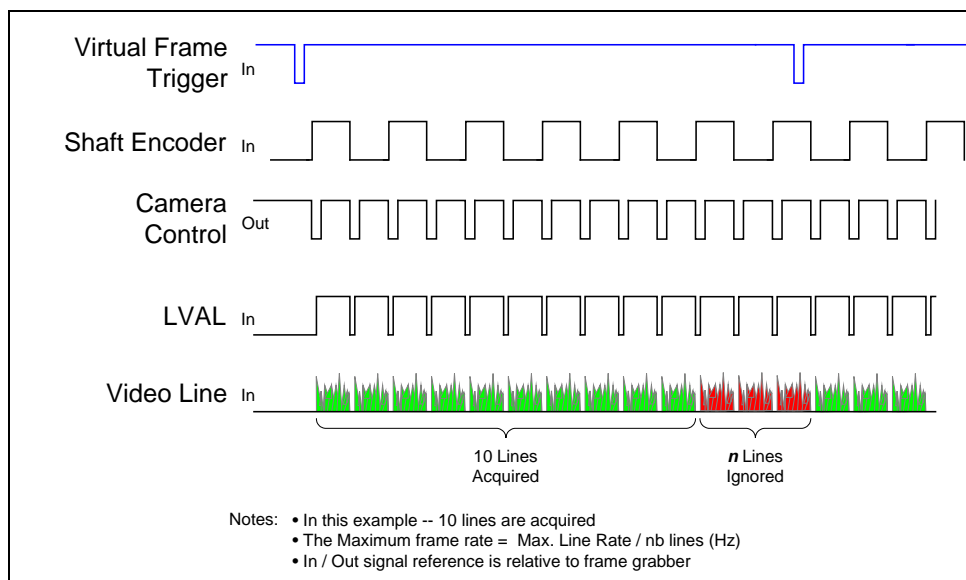 Virtual Frame
Trigger
In
Shaft Encoder In
Camera
Control
Out
LVAL In
Video Line In
10 Lines
Acquired
n Lines
Ignored
Notes: • In this example -- 10 lines are acquired
• The Maximum frame rate = Max. Line Rate / nb lines (Hz)
• In / Out signal reference is relative to frame grabber